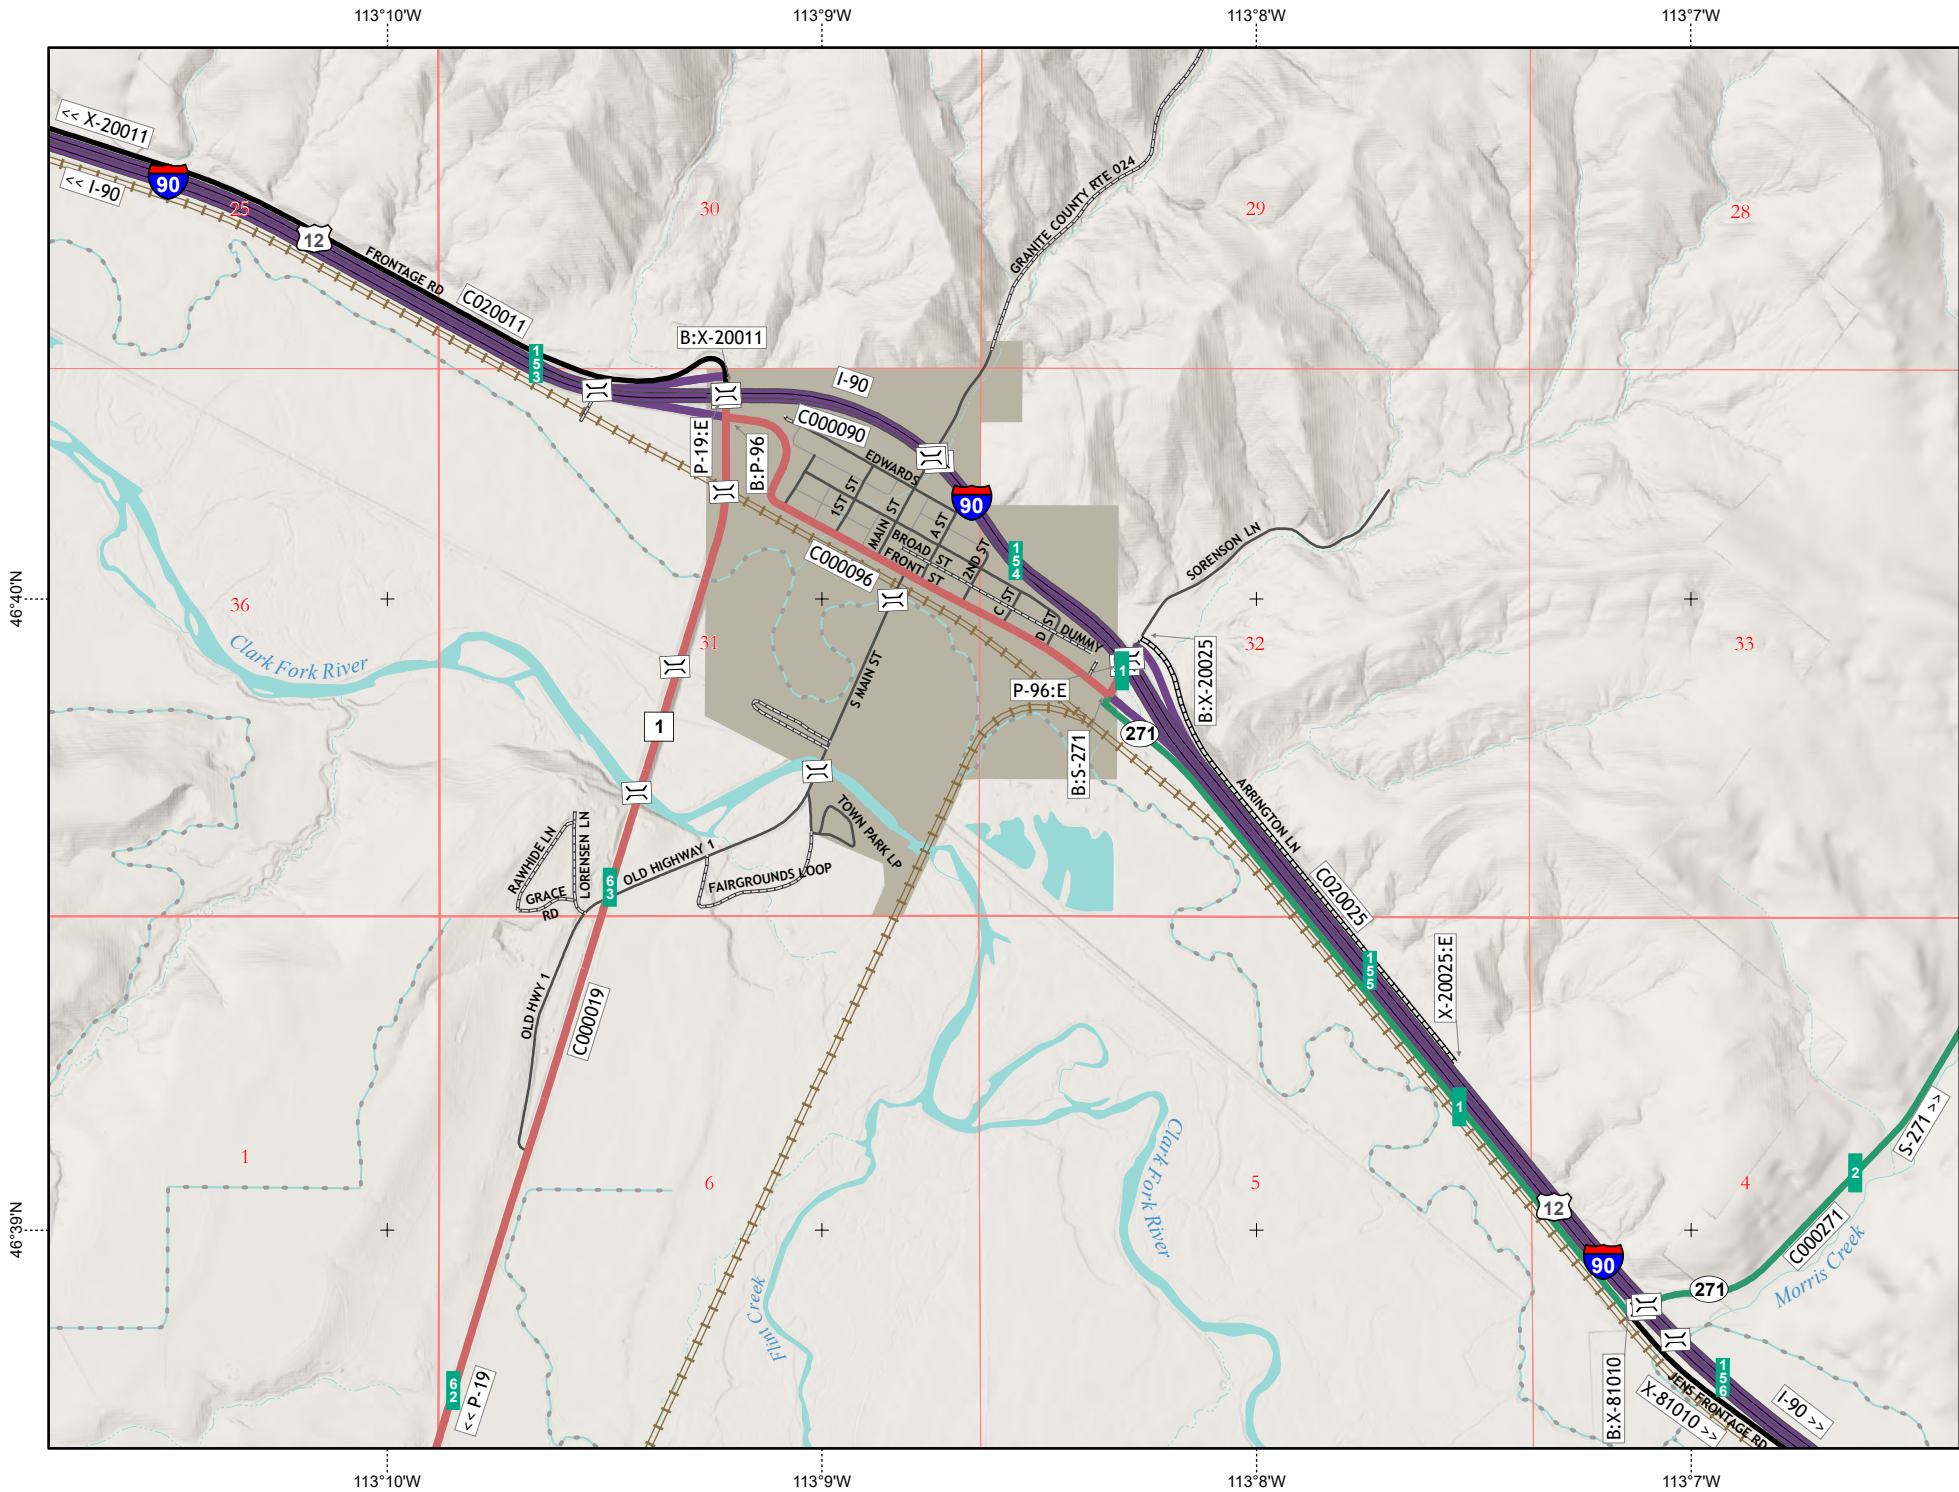 113°10'W
113°9'W
113°8'W
113°7'W
<< X-20011
90
<< I-90
25
12
30
29
28
GRANITE COUNTY RTE 024
FRONTAGE RD
C020011
153
B:X-20011
I-90
C000090
P-19:E
B:P-96
EDWARDS
90
1ST ST
MAIN ST
A ST
BROAD ST
2ND ST
FRONT ST
154
C000096
SORENSON LN
46°40'N
36
C ST
D ST
DUMMY
31
32
33
Clark Fork River
S MAIN ST
P-96:E
1
B:X-20025
1
271
B:S-271
ARRINGTON LN
TOWN PARK LP
RAWHIDE LN
LORENSEN LN
OLD HIGHWAY 1
FAIRGROUNDS LOOP
GRACE RD
63
C020025
155
X-20025:E
OLD HWY 1
C000019
1
S-271 >>
1
6
5
4
2
Clark Fork River
12
46°39'N
C000271
Morris Creek
90
271
Flint Creek
62
<< P-19
B:X-81010
X-81010 >>
JENS FRONTAGE RD
156
I-90 >>
113°10'W
113°9'W
113°8'W
113°7'W